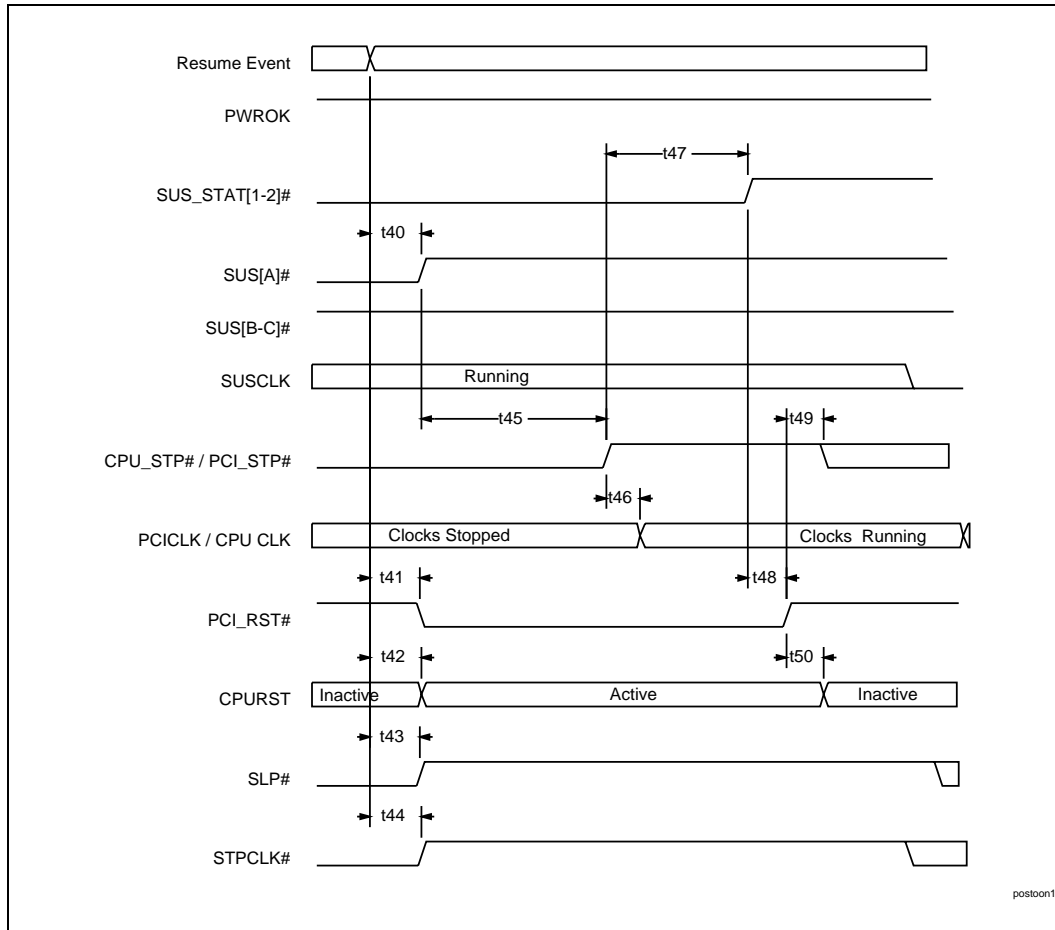 Resume Event
PWROK
t47
SUS_STAT[1-2]#
t40
SUS[A]#
SUS[B-C]#
SUSCLK
Running
t45
t49
CPU_STP# / PCI_STP#
t46
PCICLK / CPU CLK
Clocks Stopped
Clocks Running
t41
t48
PCI_RST#
t42
t50
CPURST
Inactive
Active
Inactive
t43
SLP#
t44
STPCLK#
postoon1